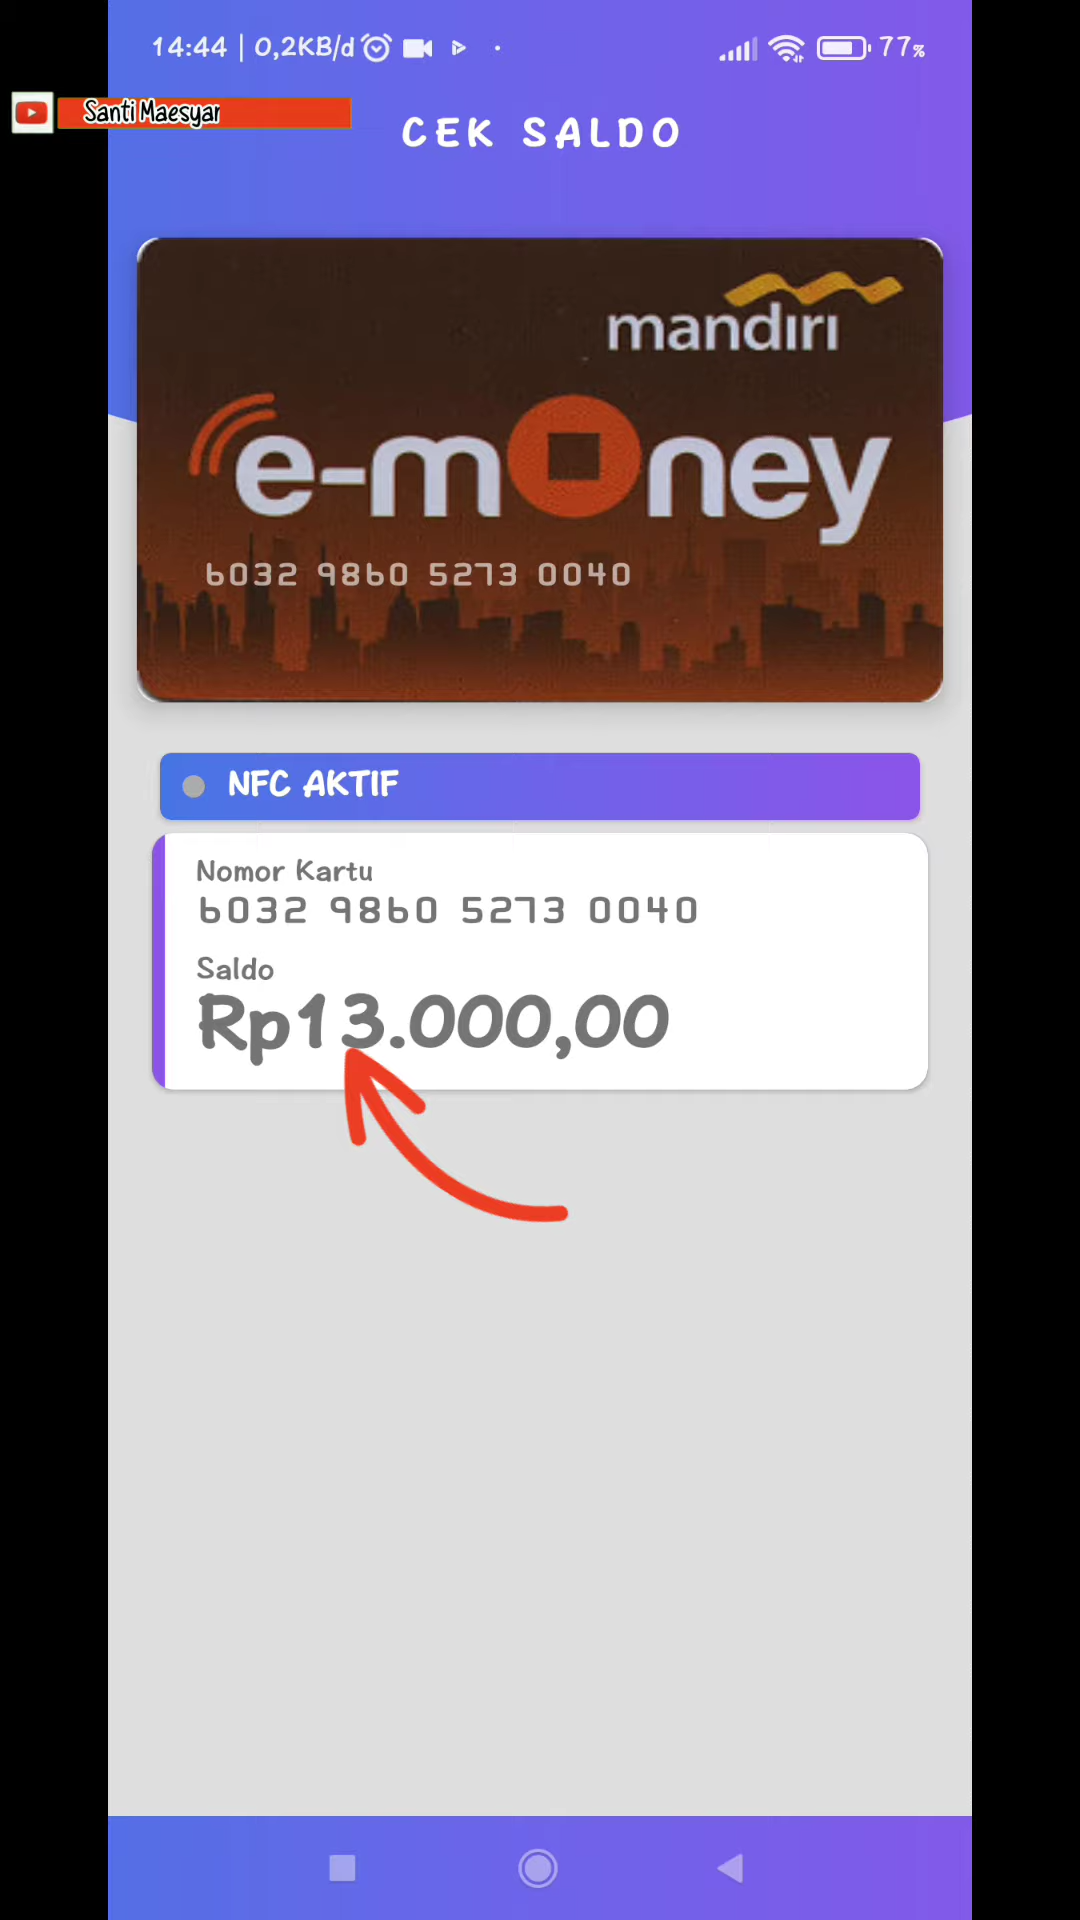 14:44 | 0,2KB/d
77%
Santi Maesyar
CEK SALDO
mandiri
e-money
6032 9860 5273 0040
NFC AKTIF
Nomor Kartu
6032 9860 5273 0040
Saldo
Rp13.000,00